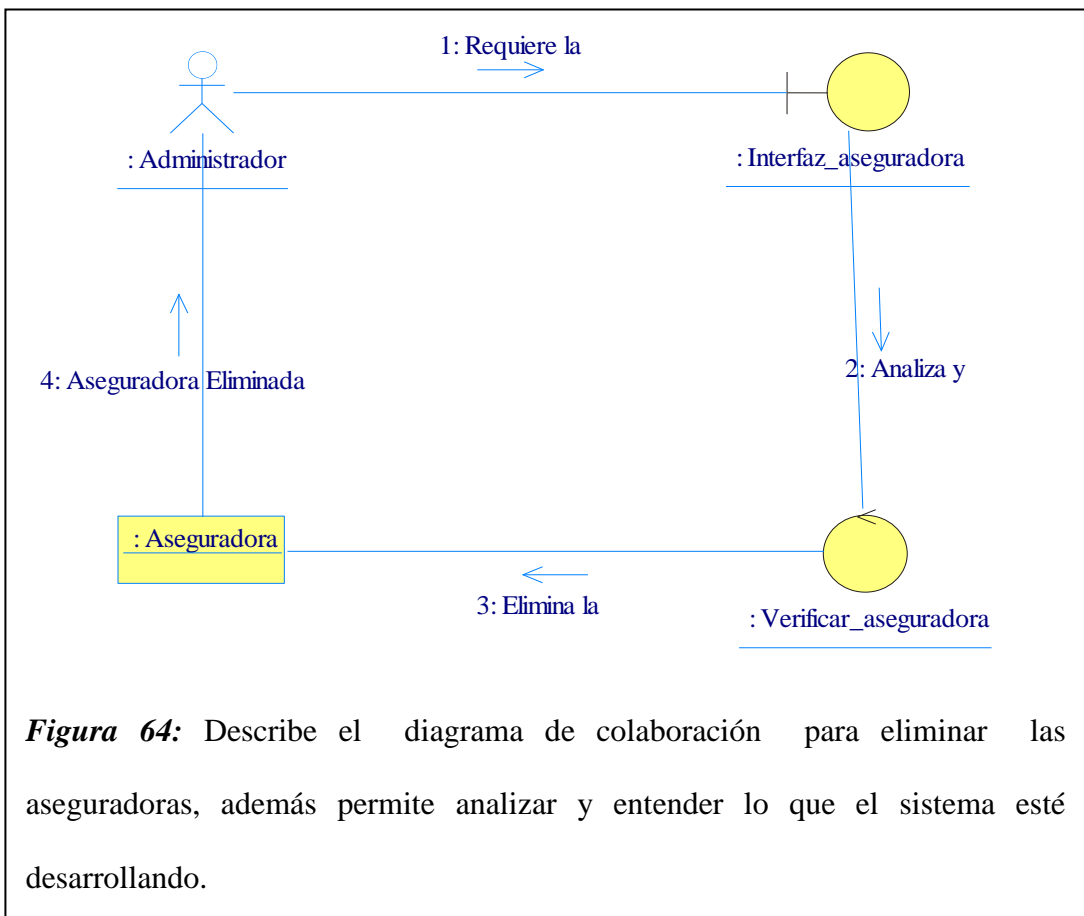 1: Requiere la
: Administrador
: Interfaz_aseguradora
4: Aseguradora Eliminada
2: Analiza y
: Aseguradora
3: Elimina la
: Verificar_aseguradora
Figura 64: Describe el diagrama de colaboración para eliminar las
aseguradoras, además permite analizar y entender lo que el sistema esté
desarrollando.